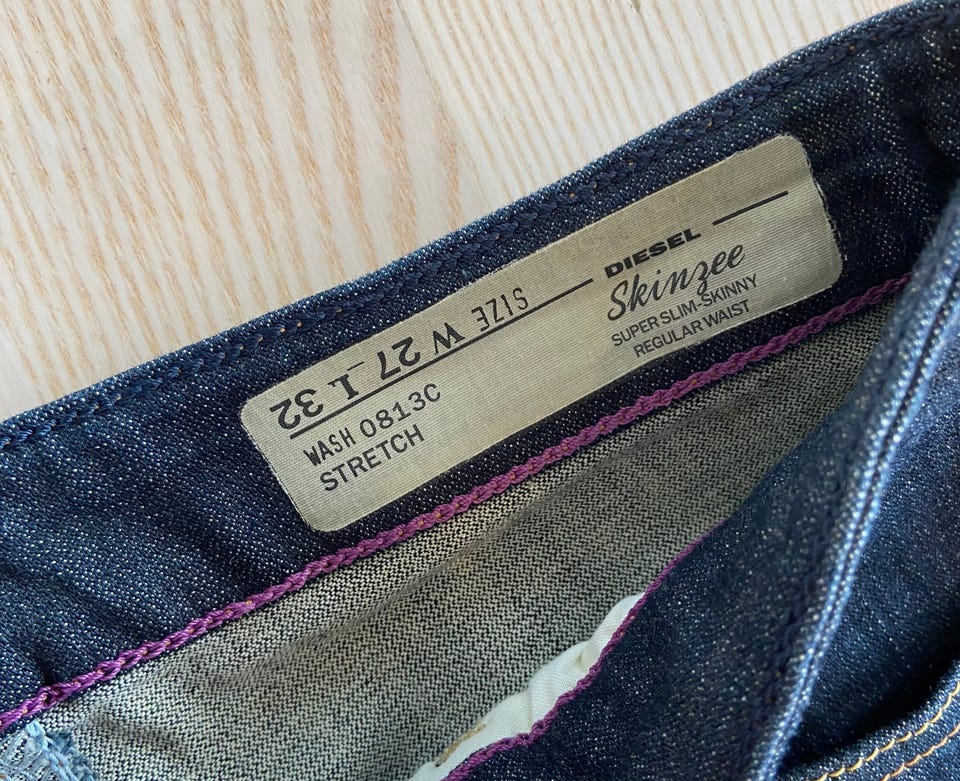 DIESEL
Skinzee
SUPER SLIM-SKINNY
REGULAR WAIST
SIZE W 27 L 32
WASH 0813C
STRETCH